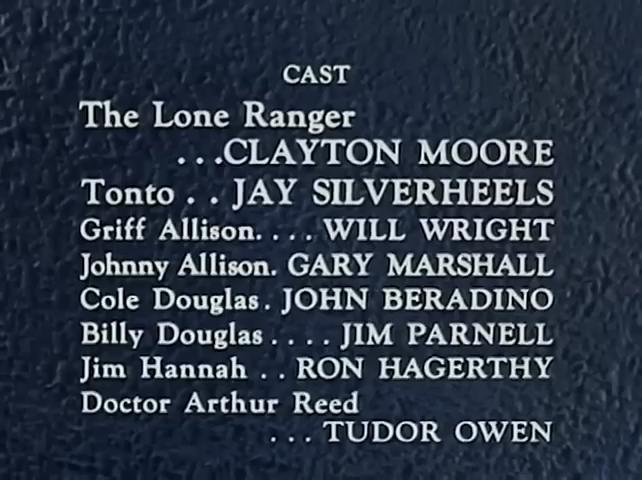 CAST
The Lone Ranger
...CLAYTON MOORE
Tonto . . JAY SILVERHEELS
Griff Allison. . . . WILL WRIGHT
Johnny Allison. GARY MARSHALL
Cole Douglas . JOHN BERADINO
Billy Douglas . . . . JIM PARNELL
Jim Hannah . . RON HAGERTHY
Doctor Arthur Reed
. . . TUDOR OWEN